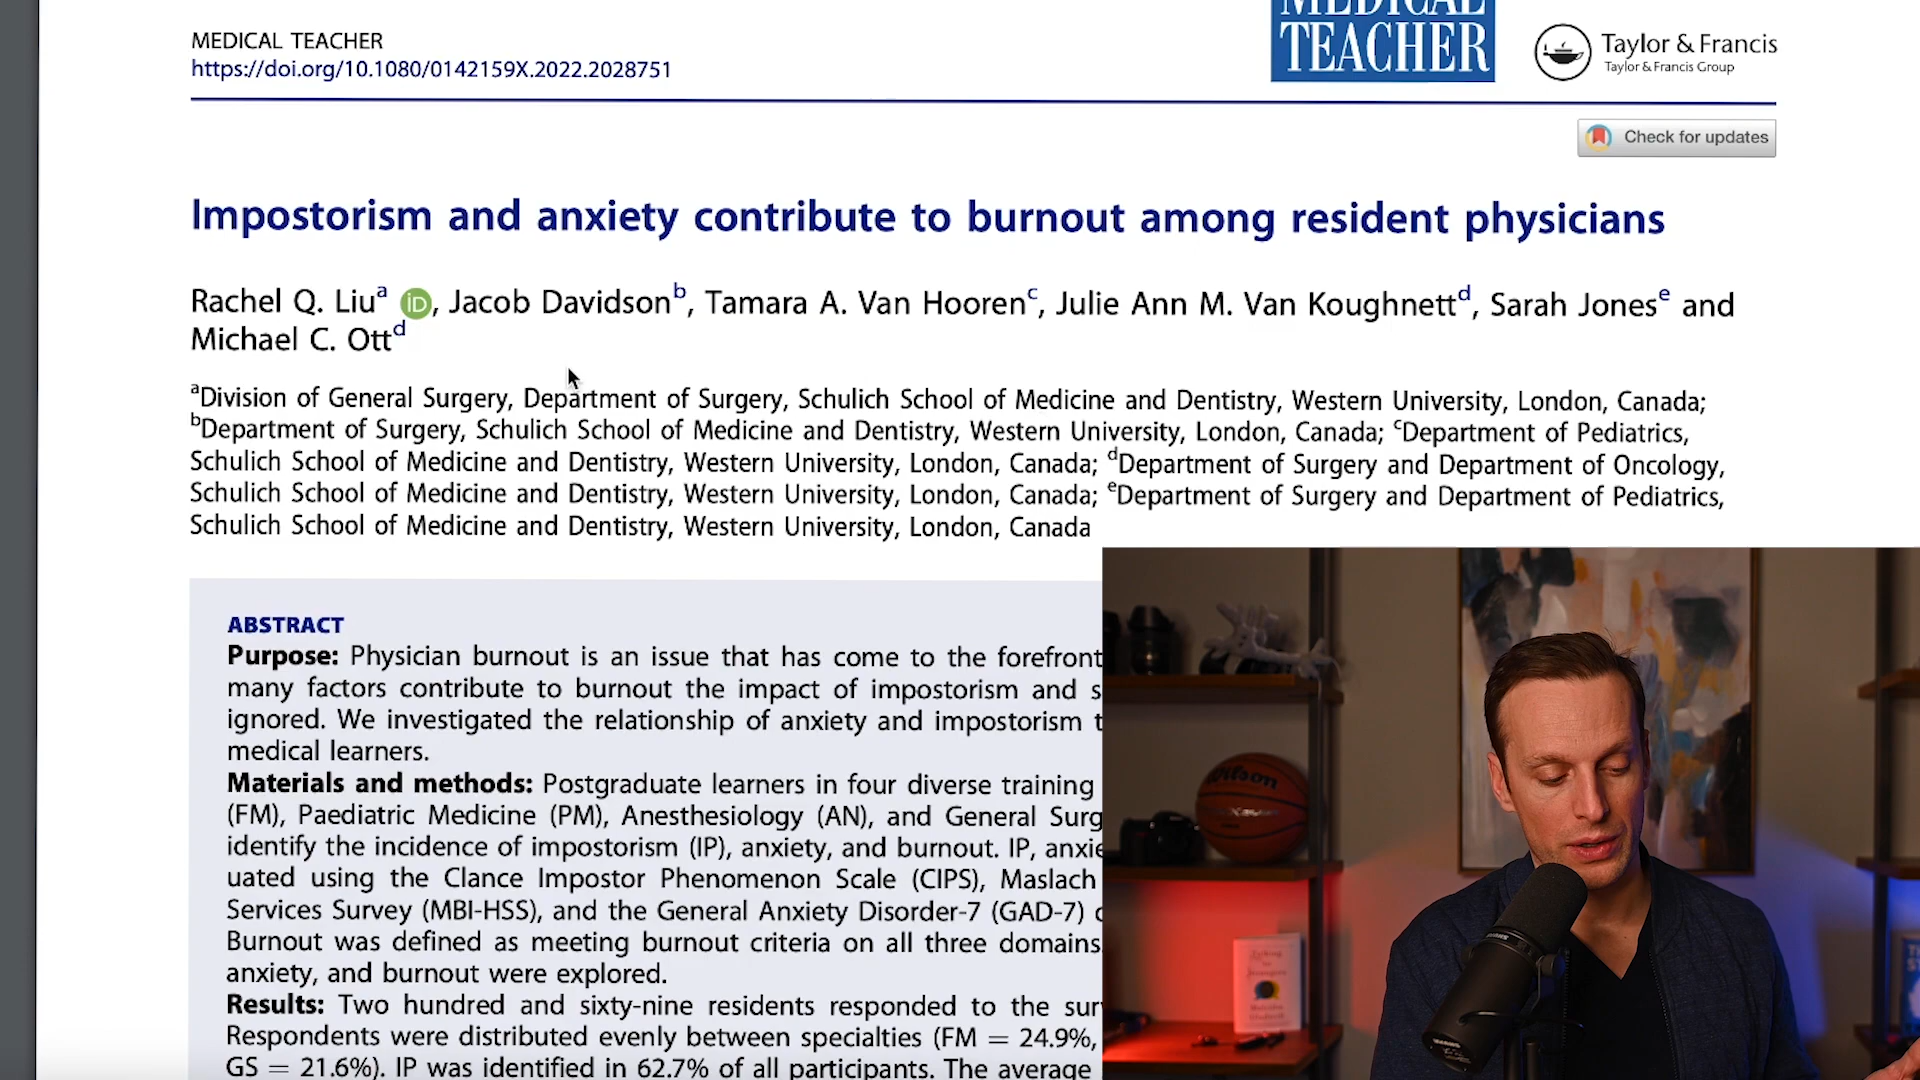 MEDICAL TEACHER
https://doi.org/10.1080/0142159X.2022.2028751
MEDICAL
TEACHER
Taylor & Francis
Taylor & Francis Group
Check for updates
Impostorism and anxiety contribute to burnout among resident physicians
Rachel Q. Liuᵃ iD, Jacob Davidsonᵇ, Tamara A. Van Hoorenᶜ, Julie Ann M. Van Koughnettᵈ, Sarah Jonesᵉ and
Michael C. Ottᵈ
ᵃDivision of General Surgery, Department of Surgery, Schulich School of Medicine and Dentistry, Western University, London, Canada;
ᵇDepartment of Surgery, Schulich School of Medicine and Dentistry, Western University, London, Canada; ᶜDepartment of Pediatrics,
Schulich School of Medicine and Dentistry, Western University, London, Canada; ᵈDepartment of Surgery and Department of Oncology,
Schulich School of Medicine and Dentistry, Western University, London, Canada; ᵉDepartment of Surgery and Department of Pediatrics,
Schulich School of Medicine and Dentistry, Western University, London, Canada
ABSTRACT
Purpose: Physician burnout is an issue that has come to the forefront
many factors contribute to burnout the impact of impostorism and s
ignored. We investigated the relationship of anxiety and impostorism t
medical learners.
Materials and methods: Postgraduate learners in four diverse training
(FM), Paediatric Medicine (PM), Anesthesiology (AN), and General Surg
identify the incidence of impostorism (IP), anxiety, and burnout. IP, anxie
uated using the Clance Impostor Phenomenon Scale (CIPS), Maslach
Services Survey (MBI-HSS), and the General Anxiety Disorder-7 (GAD-7)
Burnout was defined as meeting burnout criteria on all three domains.
anxiety, and burnout were explored.
Results: Two hundred and sixty-nine residents responded to the sur
Respondents were distributed evenly between specialties (FM = 24.9%,
GS = 21.6%). IP was identified in 62.7% of all participants. The average
Wilson